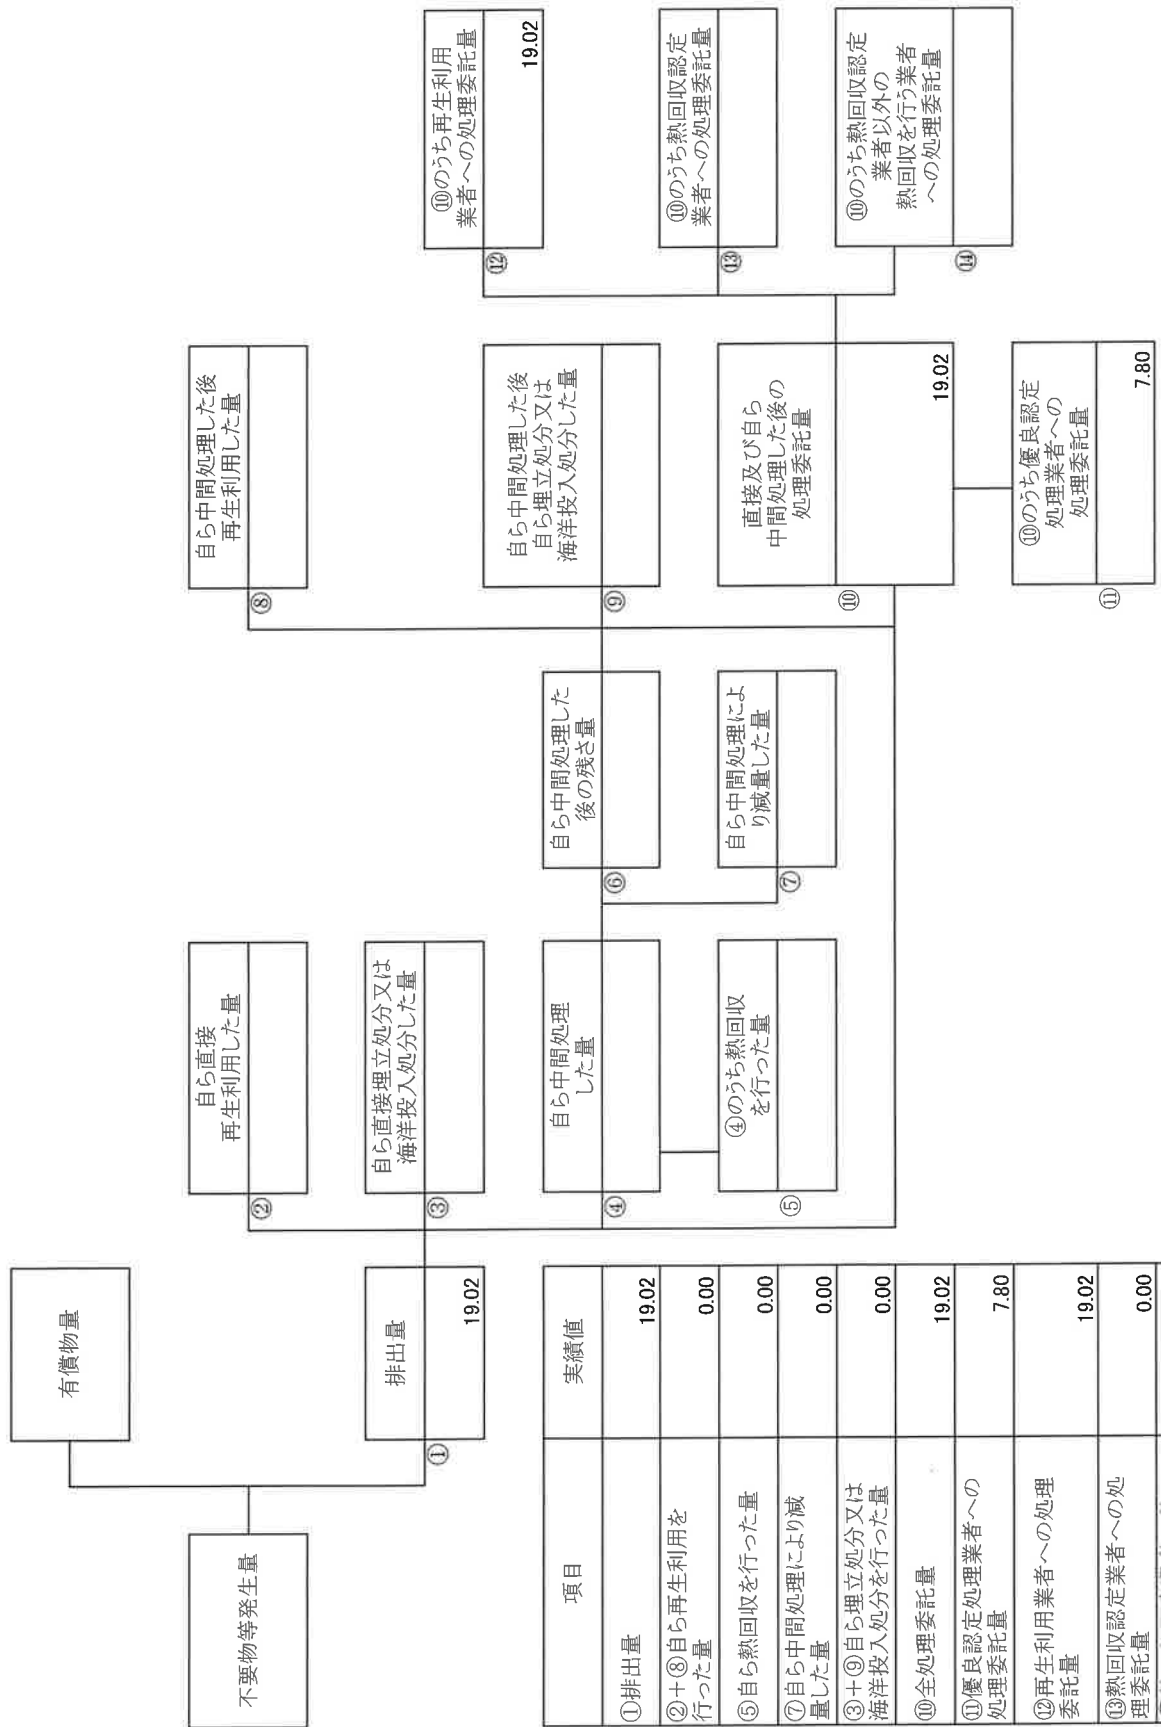 不要物等発生量
有償物量
排出量
①
19.02
自ら直接
再生利用した量
②
自ら直接埋立処分又は
海洋投入処分した量
③
自ら中間処理
した量
④
④のうち熱回収
を行った量
⑤
自ら中間処理した
後の残さ量
⑥
自ら中間処理によ
り減量した量
⑦
自ら中間処理した後
再生利用した量
⑧
自ら中間処理した後
自ら埋立処分又は
海洋投入処分した量
⑨
直接及び自ら
中間処理した後の
処理委託量
⑩
19.02
⑩のうち優良認定
処理業者への
処理委託量
⑪
7.80
⑩のうち再生利用
業者への処理委託量
⑫
19.02
⑩のうち熱回収認定
業者への処理委託量
⑬
⑩のうち熱回収認定
業者以外の
熱回収を行う業者
への処理委託量
⑭
項目 実績値
①排出量 19.02
②+⑧自ら再生利用を
行った量 0.00
⑤自ら熱回収を行った量 0.00
⑦自ら中間処理により減
量した量 0.00
③+⑨自ら埋立処分又は
海洋投入処分を行った量 0.00
⑩全処理委託量 19.02
⑪優良認定処理業者への
処理委託量 7.80
⑫再生利用業者への処理
委託量 19.02
⑬熱回収認定業者への処
理委託量 0.00